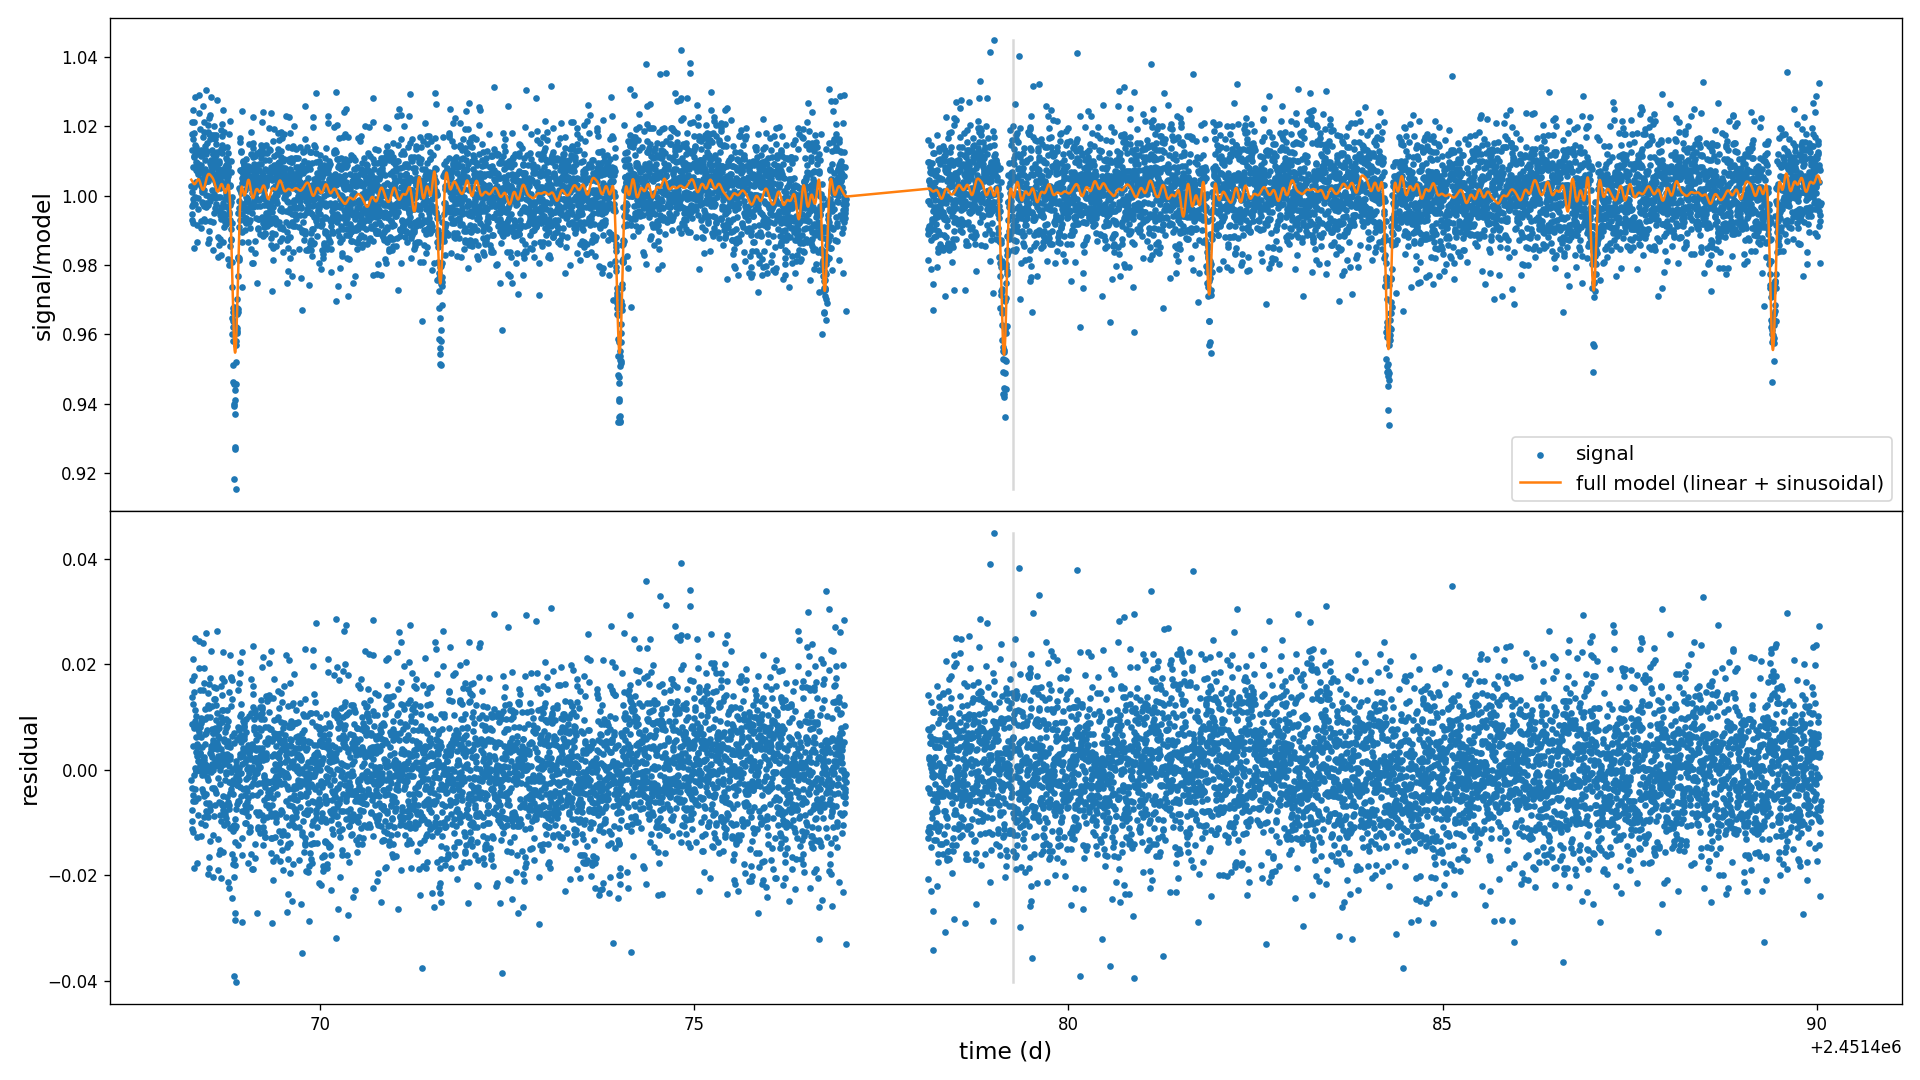 signal/model
1.04
1.02
1.00
0.98
0.96
0.94
0.92
signal
full model (linear + sinusoidal)
residual
0.04
0.02
0.00
−0.02
−0.04
70
75
80
85
90
time (d)
+2.4514e6